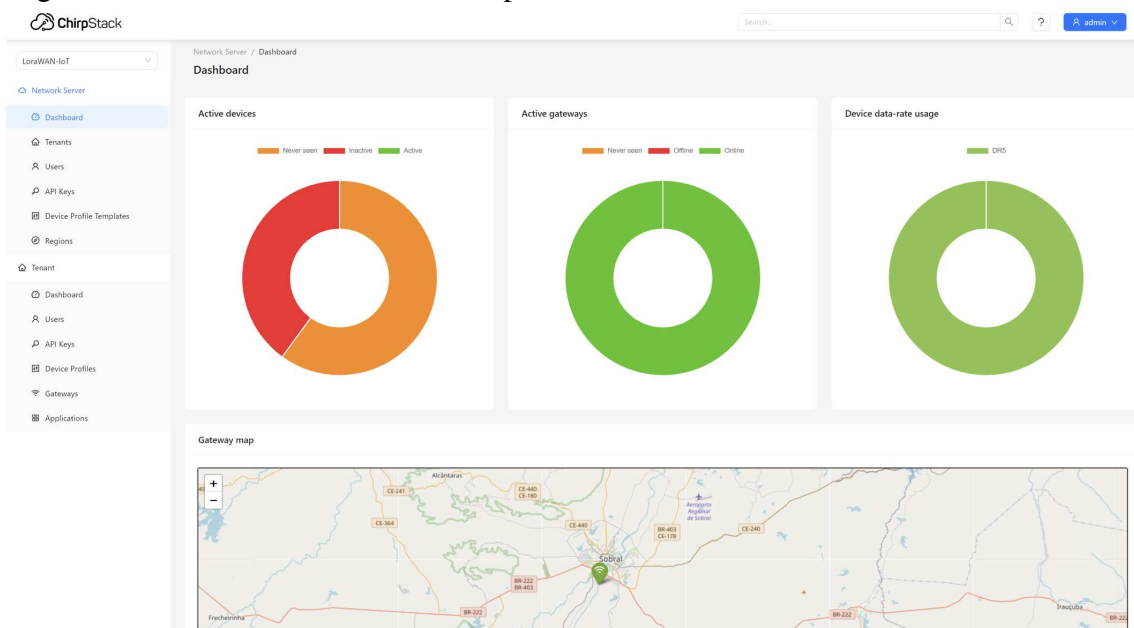 ChirpStack
Search...
?
admin
LoraWAN-IoT
Network Server / Dashboard
Dashboard
Network Server
Dashboard
Tenants
Users
API Keys
Device Profile Templates
Regions
Tenant
Dashboard
Users
API Keys
Device Profiles
Gateways
Applications
Active devices
Never seen Inactive Active
Active gateways
Never seen Offline Online
Device data-rate usage
DR5
Gateway map
+
−
Alcântaras
CE-241
CE-440
CE-180
CE-364
CE-440
Aeroporto
Regional
de Sobral
BR-403
CE-178
CE-240
Sobral
BR-222
BR-403
BR-222
BR-222
Irauçuba
BR-222
Frecheirinha